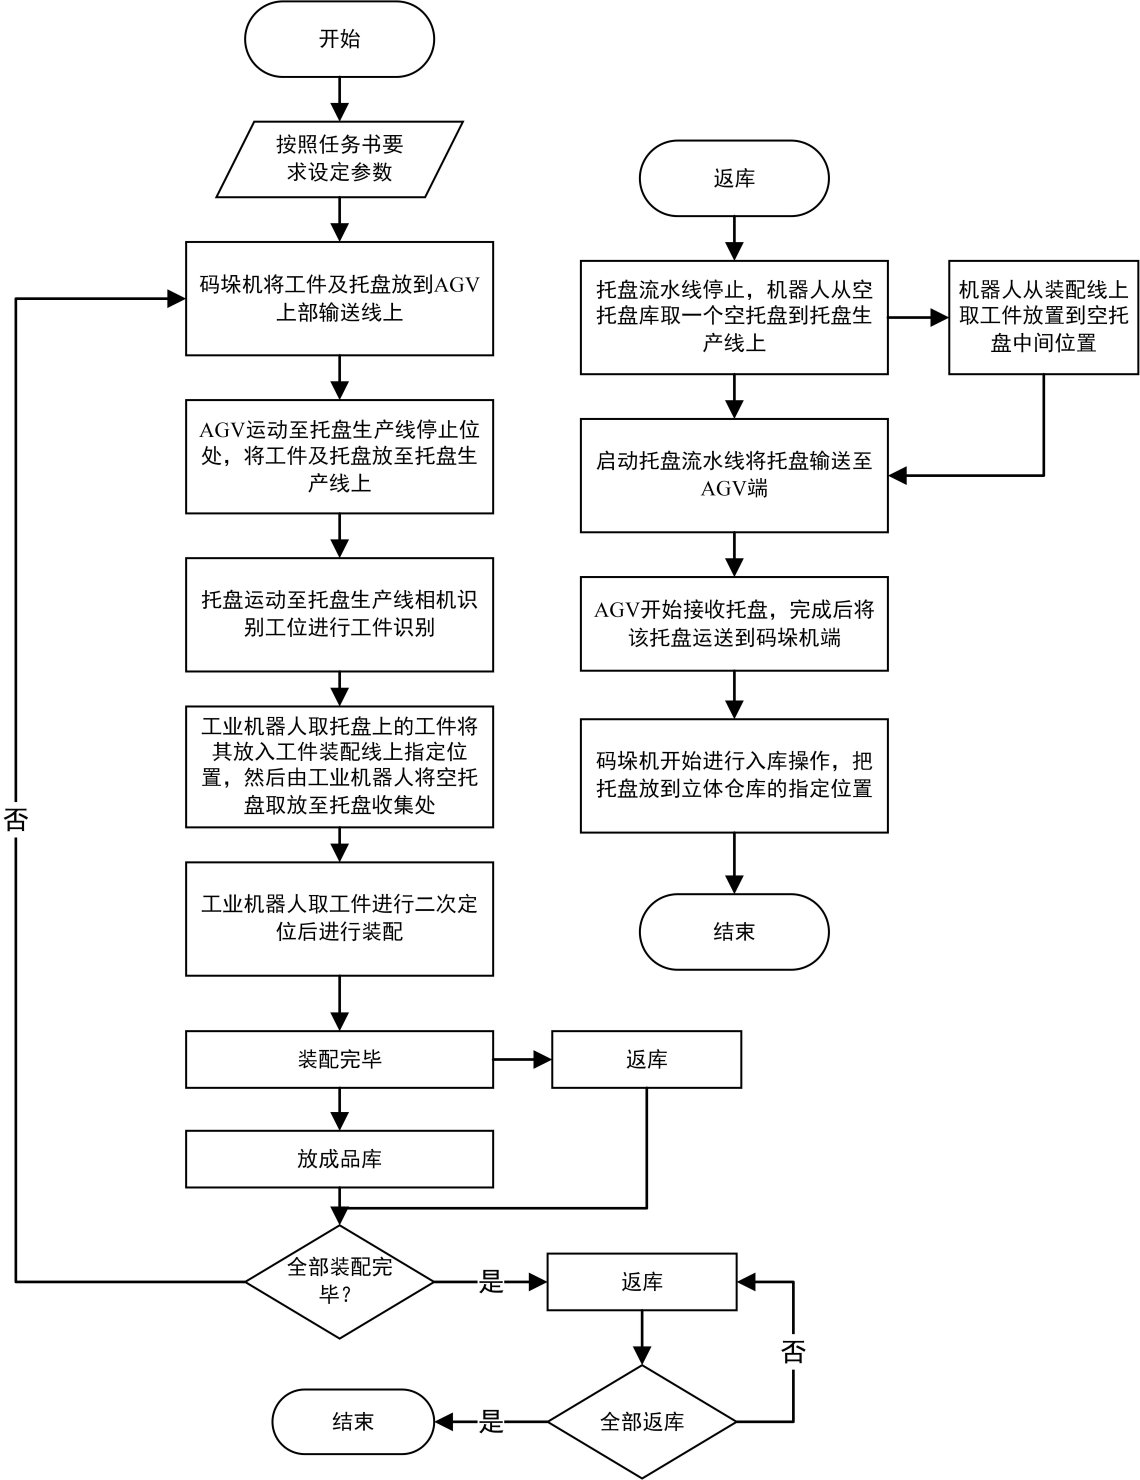 开始
按照任务书要
求设定参数
码垛机将工件及托盘放到AGV
上部输送线上
AGV运动至托盘生产线停止位
处，将工件及托盘放至托盘生
产线上
托盘运动至托盘生产线相机识
别工位进行工件识别
工业机器人取托盘上的工件将
其放入工件装配线上指定位
置，然后由工业机器人将空托
盘取放至托盘收集处
否
工业机器人取工件进行二次定
位后进行装配
装配完毕
返库
放成品库
全部装配完
毕？
是
返库
否
全部返库
是
结束
返库
托盘流水线停止，机器人从空
托盘库取一个空托盘到托盘生
产线上
机器人从装配线上
取工件放置到空托
盘中间位置
启动托盘流水线将托盘输送至
AGV端
AGV开始接收托盘，完成后将
该托盘运送到码垛机端
码垛机开始进行入库操作，把
托盘放到立体仓库的指定位置
结束